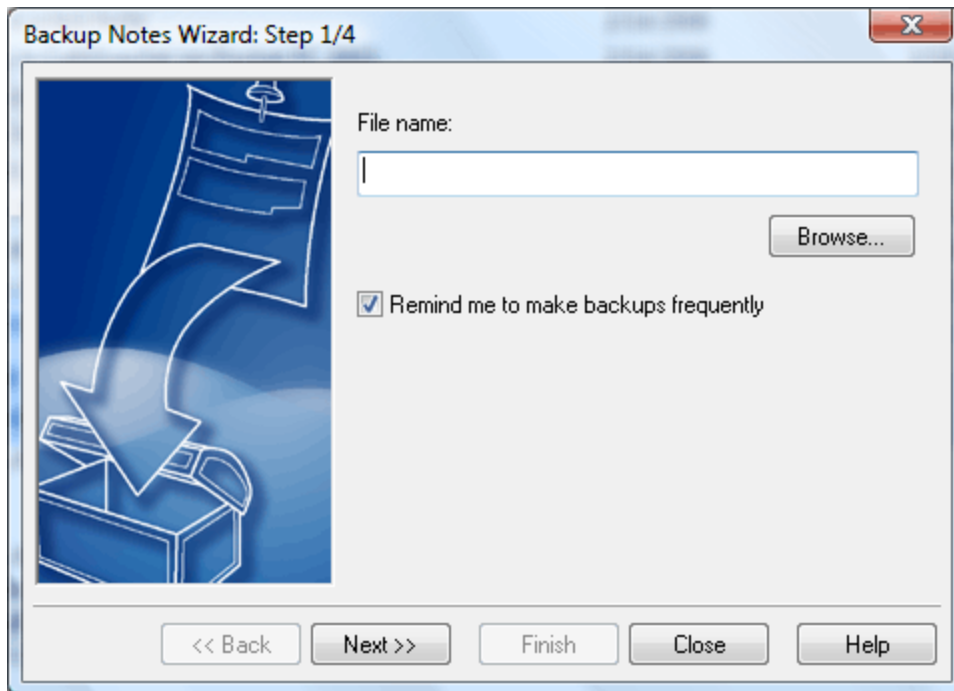 Backup Notes Wizard: Step 1/4
File name:
Browse...
Remind me to make backups frequently
<< Back Next >> Finish Close Help